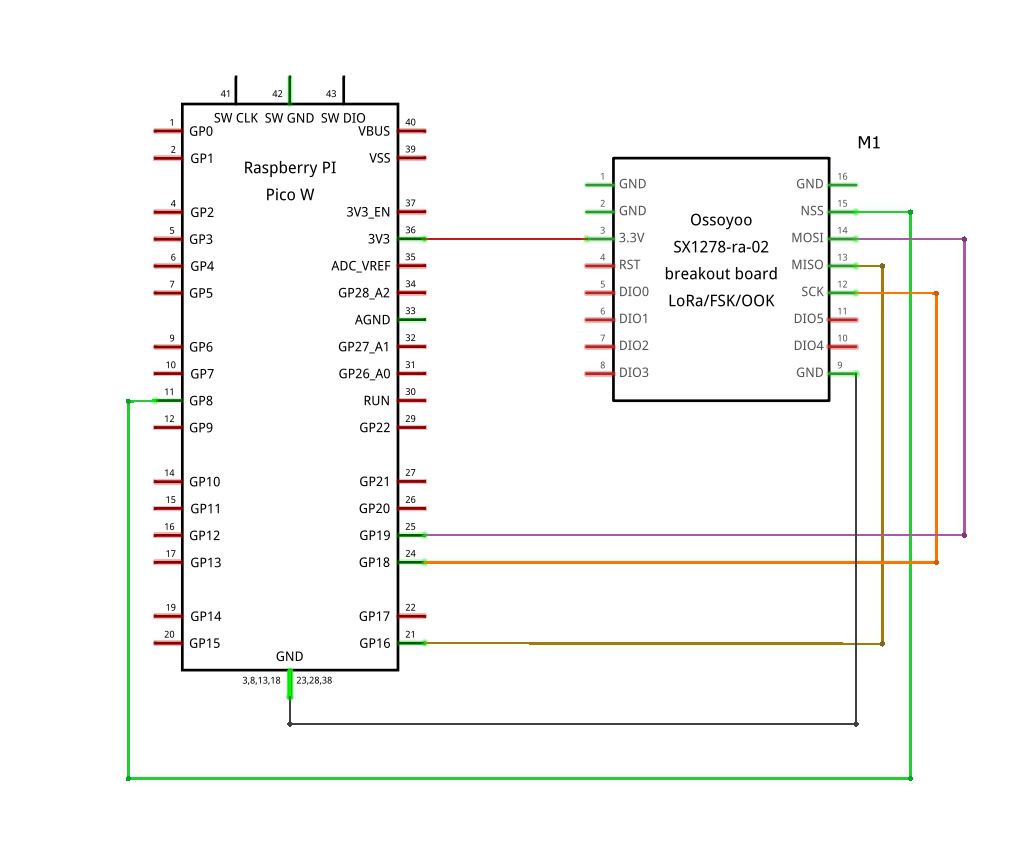 41 42 43
SW CLK SW GND SW DIO
1 GP0 VBUS 40
2 GP1 VSS 39
Raspberry PI
Pico W
4 GP2 3V3_EN 37
5 GP3 3V3 36
6 GP4 ADC_VREF 35
7 GP5 GP28_A2 34
AGND 33
9 GP6 GP27_A1 32
10 GP7 GP26_A0 31
11 GP8 RUN 30
12 GP9 GP22 29
14 GP10 GP21 27
15 GP11 GP20 26
16 GP12 GP19 25
17 GP13 GP18 24
19 GP14 GP17 22
20 GP15 GP16 21
GND
3,8,13,18 23,28,38
M1
1 GND GND 16
2 GND NSS 15
3 3.3V MOSI 14
4 RST MISO 13
5 DIO0 SCK 12
6 DIO1 DIO5 11
7 DIO2 DIO4 10
8 DIO3 GND 9
Ossoyoo
SX1278-ra-02
breakout board
LoRa/FSK/OOK